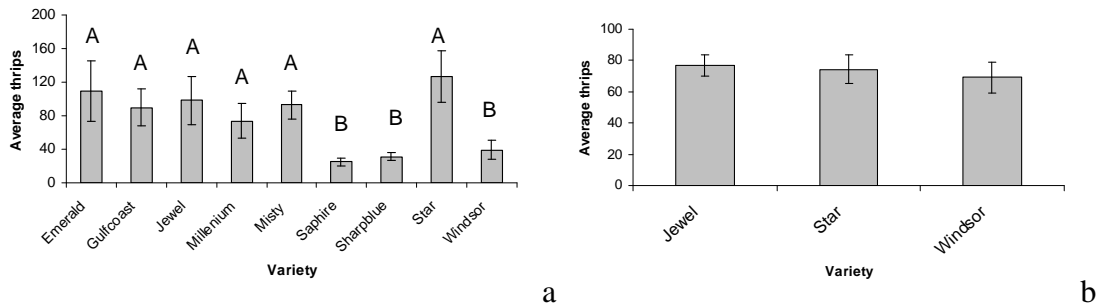 200
160
120
80
40
0
Average thrips
A
A
A
A
A
B
B
A
B
Emerald
Gulfcoast
Jewel
Millenium
Misty
Saphire
Sharpblue
Star
Windsor
Variety
a
100
80
60
40
20
0
Average thrips
Jewel
Star
Windsor
Variety
b